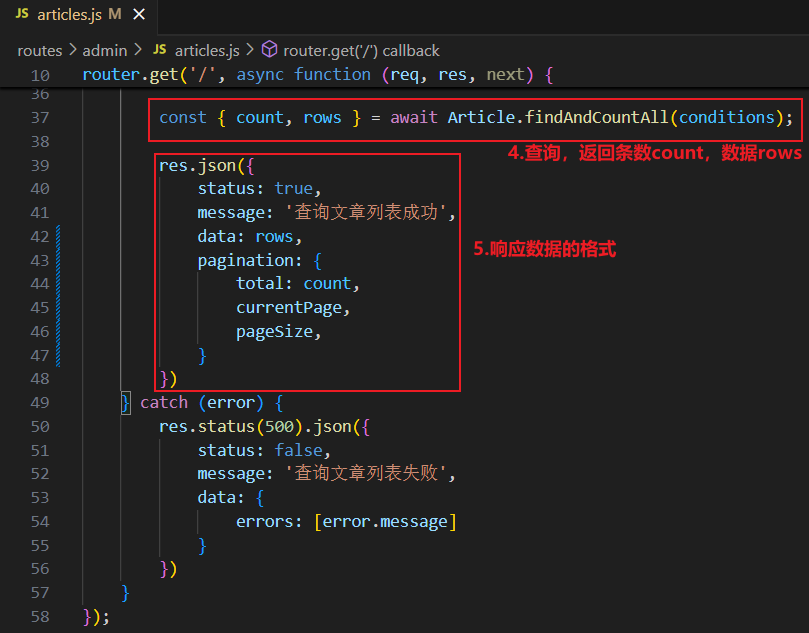 JS articles.js M ×
routes > admin > JS articles.js > router.get('/') callback
10 router.get('/', async function (req, res, next) {
36
37 const { count, rows } = await Article.findAndCountAll(conditions);
38 4.查询，返回条数count，数据rows
39 res.json({
40 status: true,
41 message: '查询文章列表成功',
42 data: rows,
43 pagination: { 5.响应数据的格式
44 total: count,
45 currentPage,
46 pageSize,
47 }
48 })
49 } catch (error) {
50 res.status(500).json({
51 status: false,
52 message: '查询文章列表失败',
53 data: {
54 errors: [error.message]
55 }
56 })
57 }
58 });